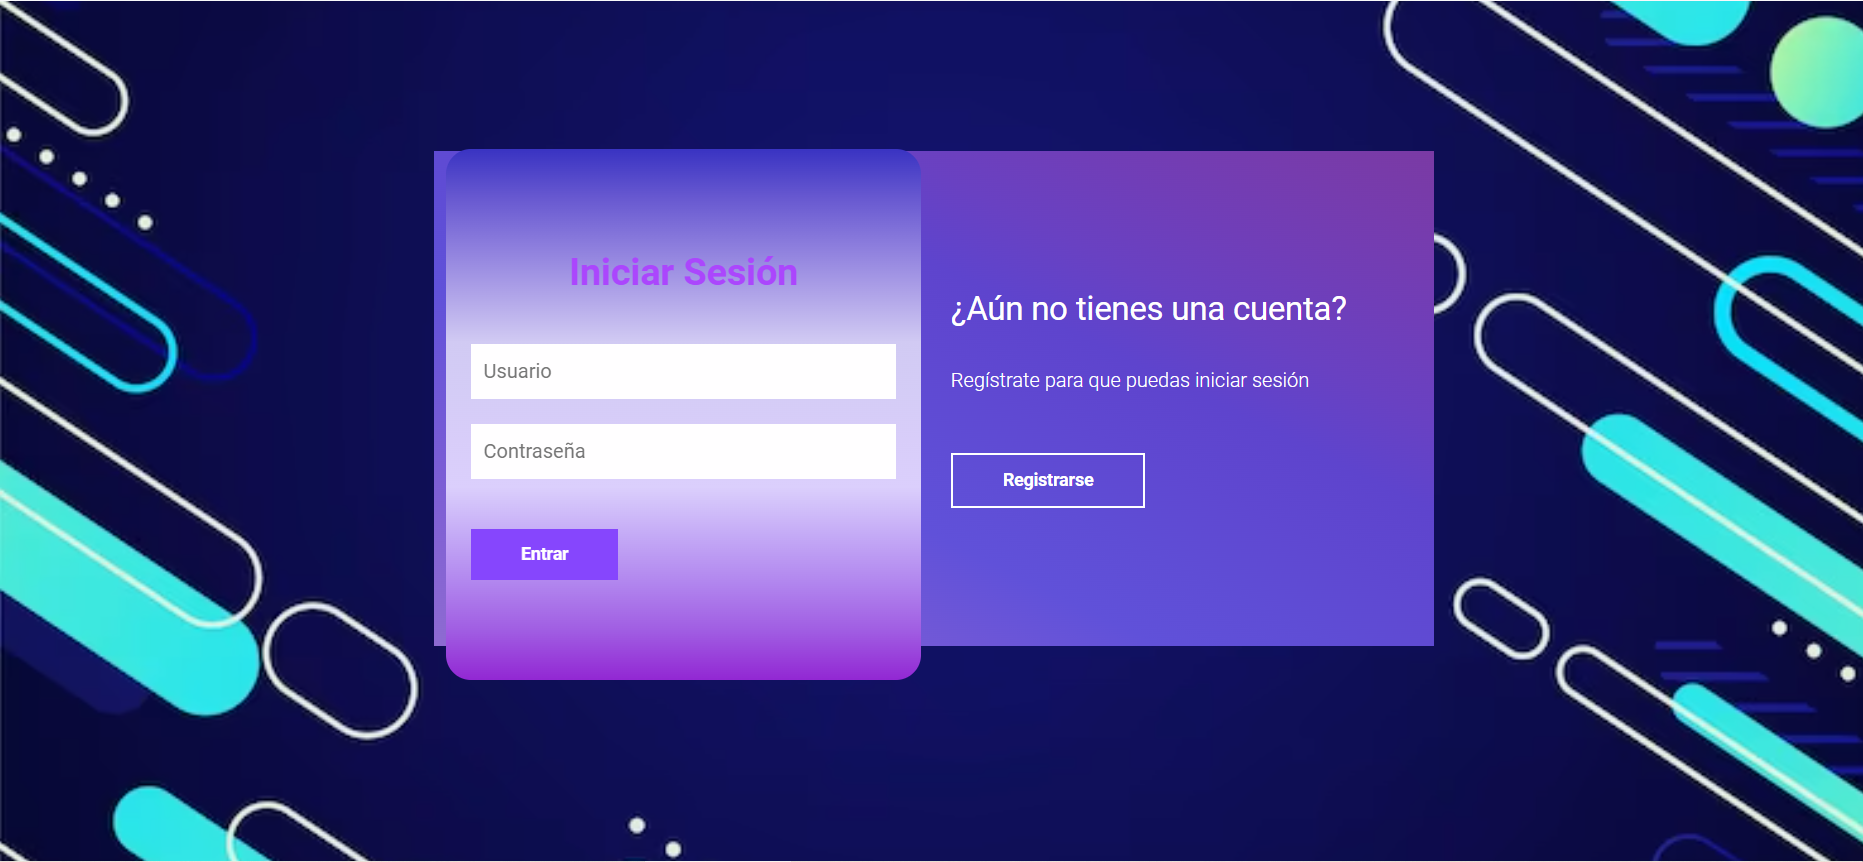 Iniciar Sesión
Usuario
Contraseña
Entrar
¿Aún no tienes una cuenta?
Regístrate para que puedas iniciar sesión
Registrarse